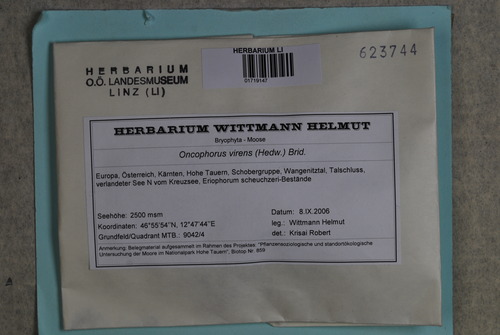 HERBARIUM
O.Ö. LANDESMUSEUM
LINZ (LI)
HERBARIUM LI
01719147
623744
HERBARIUM WITTMANN HELMUT
Bryophyta - Moose
Oncophorus virens (Hedw.) Brid.
Europa, Österreich, Kärnten, Hohe Tauern, Schobergruppe, Wangenitztal, Talschluss,
verlandeter See N vom Kreuzsee, Eriophorum scheuchzeri-Bestände
Seehöhe: 2500 msm
Datum: 8.IX.2006
Koordinaten: 46°55'54''N, 12°47'44''E
leg.: Wittmann Helmut
Grundfeld/Quadrant MTB.: 9042/4
det.: Krisai Robert
Anmerkung: Belegmaterial aufgesammelt im Rahmen des Projektes: "Pflanzensoziologische und standortökologische
Untersuchung der Moore im Nationalpark Hohe Tauern"; Biotop Nr. 869